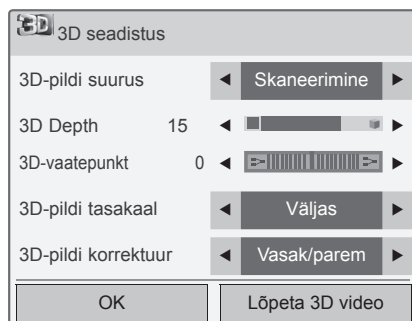 3D 3D seadistus
3D-pildi suurus ◄ Skaneerimine ►
3D Depth 15 ◄ ►
3D-vaatepunkt 0 ◄ ►
3D-pildi tasakaal ◄ Väljas ►
3D-pildi korrektuur ◄ Vasak/parem ►
OK Lõpeta 3D video